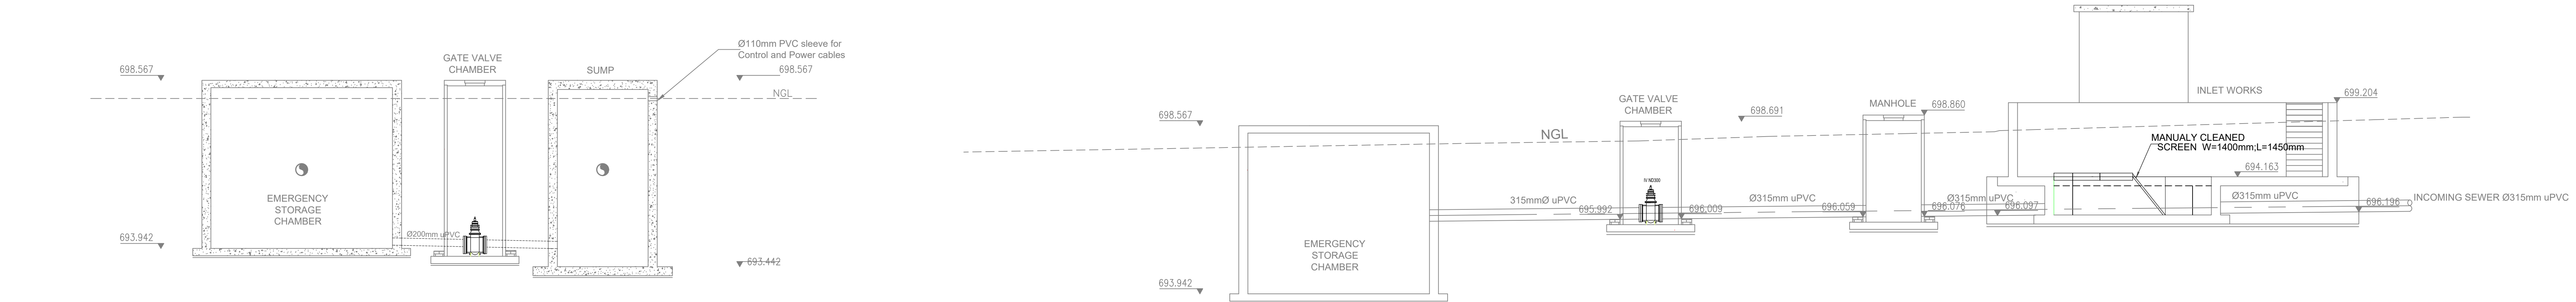 Ø110mm PVC sleeve for
Control and Power cables
698.567
GATE VALVE
CHAMBER
SUMP
698.567
NGL
EMERGENCY
STORAGE
CHAMBER
Ø200mm uPVC
693.942
693.442
698.567
GATE VALVE
CHAMBER
698.691
MANHOLE
698.860
INLET WORKS
699.204
NGL
MANUALY CLEANED
SCREEN W=1400mm;L=1450mm
694.163
IV ND300
315mmØ uPVC
695.992
696.009
Ø315mm uPVC
696.059
Ø315mm uPVC
696.076
696.097
Ø315mm uPVC
696.196
INCOMING SEWER Ø315mm uPVC
EMERGENCY
STORAGE
CHAMBER
693.942